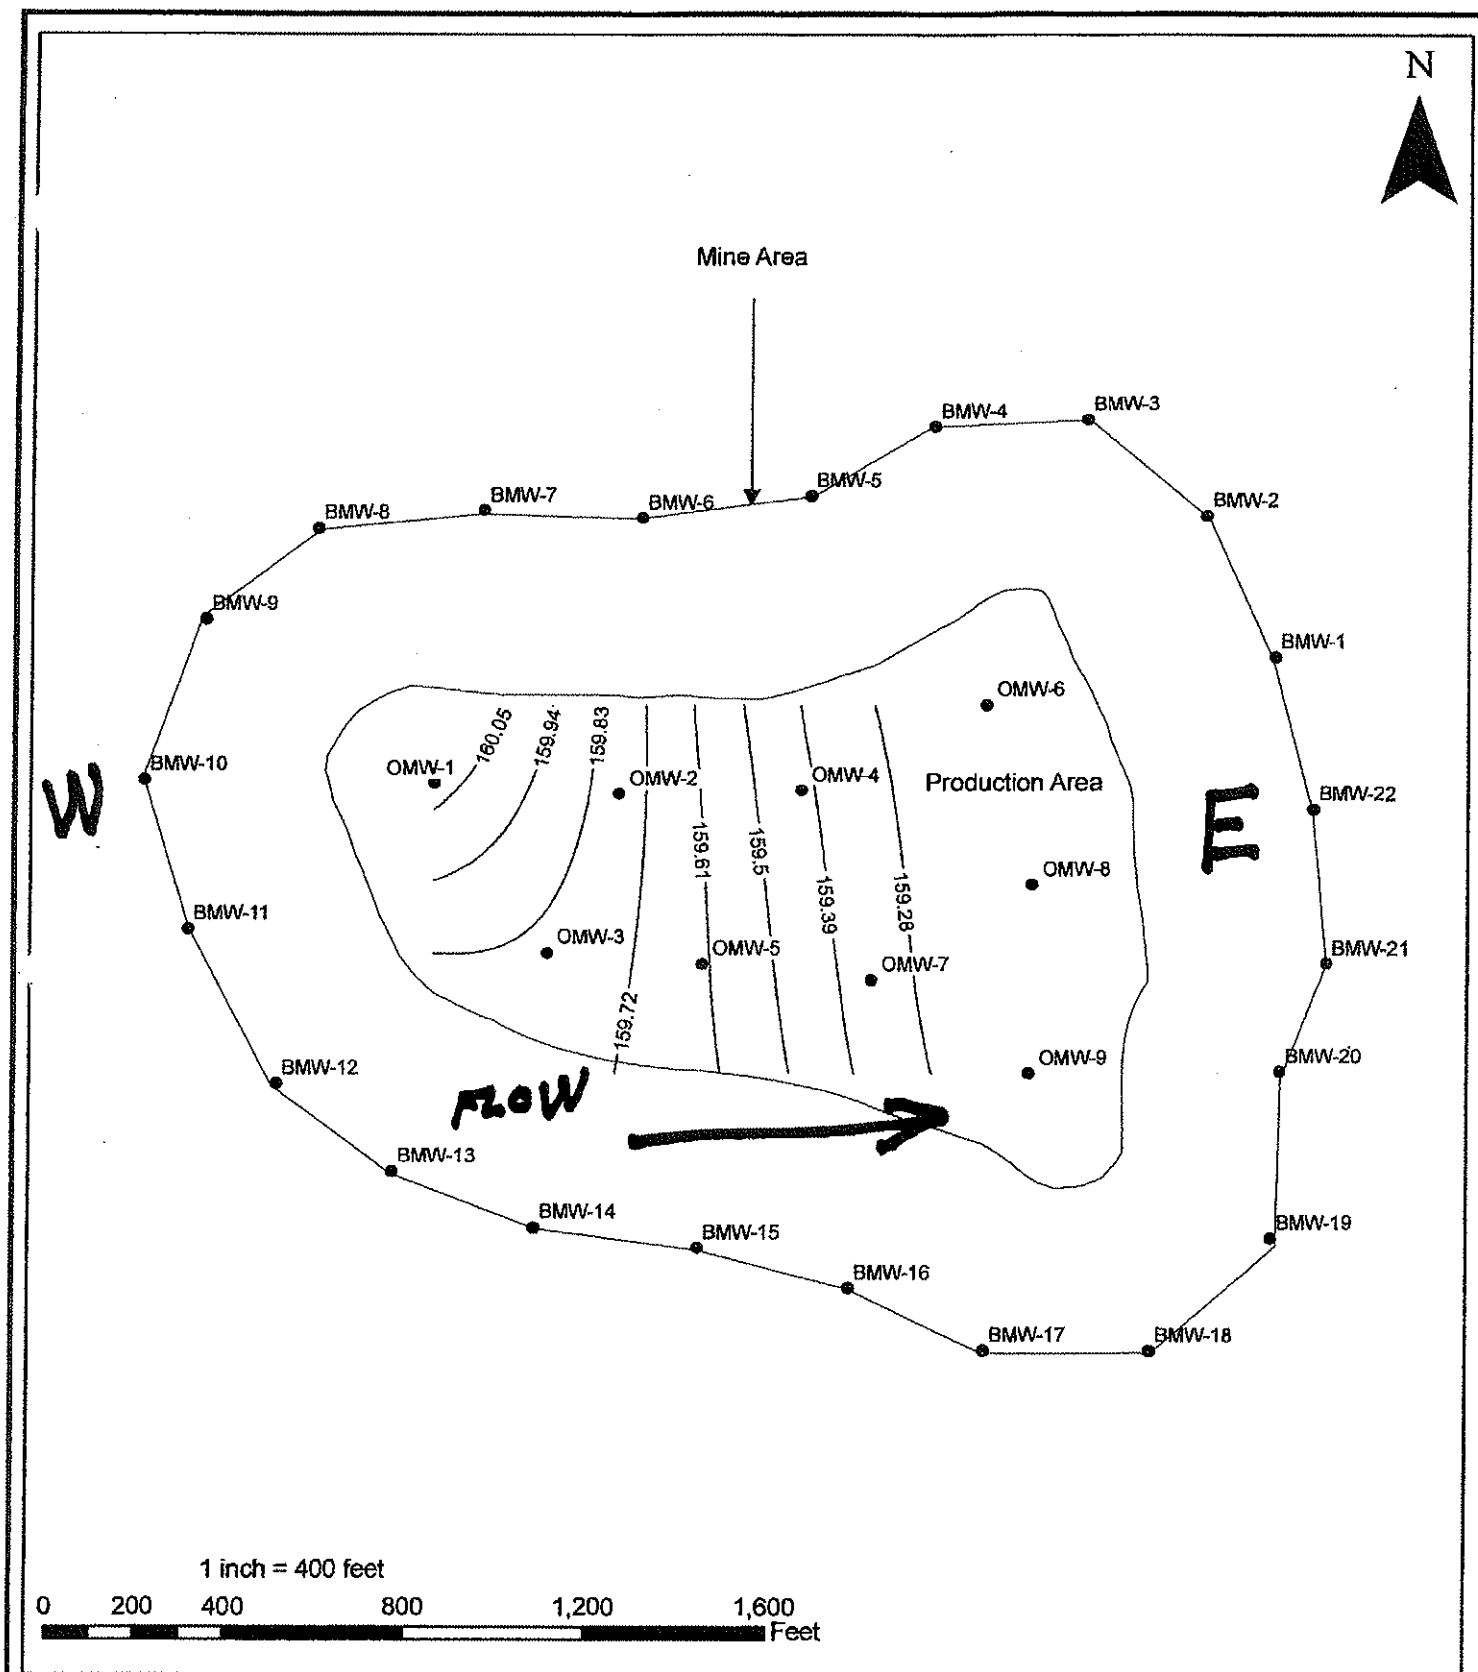 N
Mine Area
BMW-3
BMW-4
BMW-5
BMW-2
BMW-7
BMW-6
BMW-8
BMW-9
BMW-1
OMW-6
160.05
159.94
159.83
BMW-10
OMW-1
OMW-2
OMW-4
Production Area
W
E
BMW-22
159.61
159.5
159.39
159.28
OMW-8
BMW-11
OMW-3
OMW-5
OMW-7
BMW-21
159.72
BMW-12
OMW-9
BMW-20
FLOW
BMW-13
BMW-14
BMW-15
BMW-19
BMW-16
BMW-17
BMW-18
1 inch = 400 feet
0 200 400 800 1,200 1,600
Feet